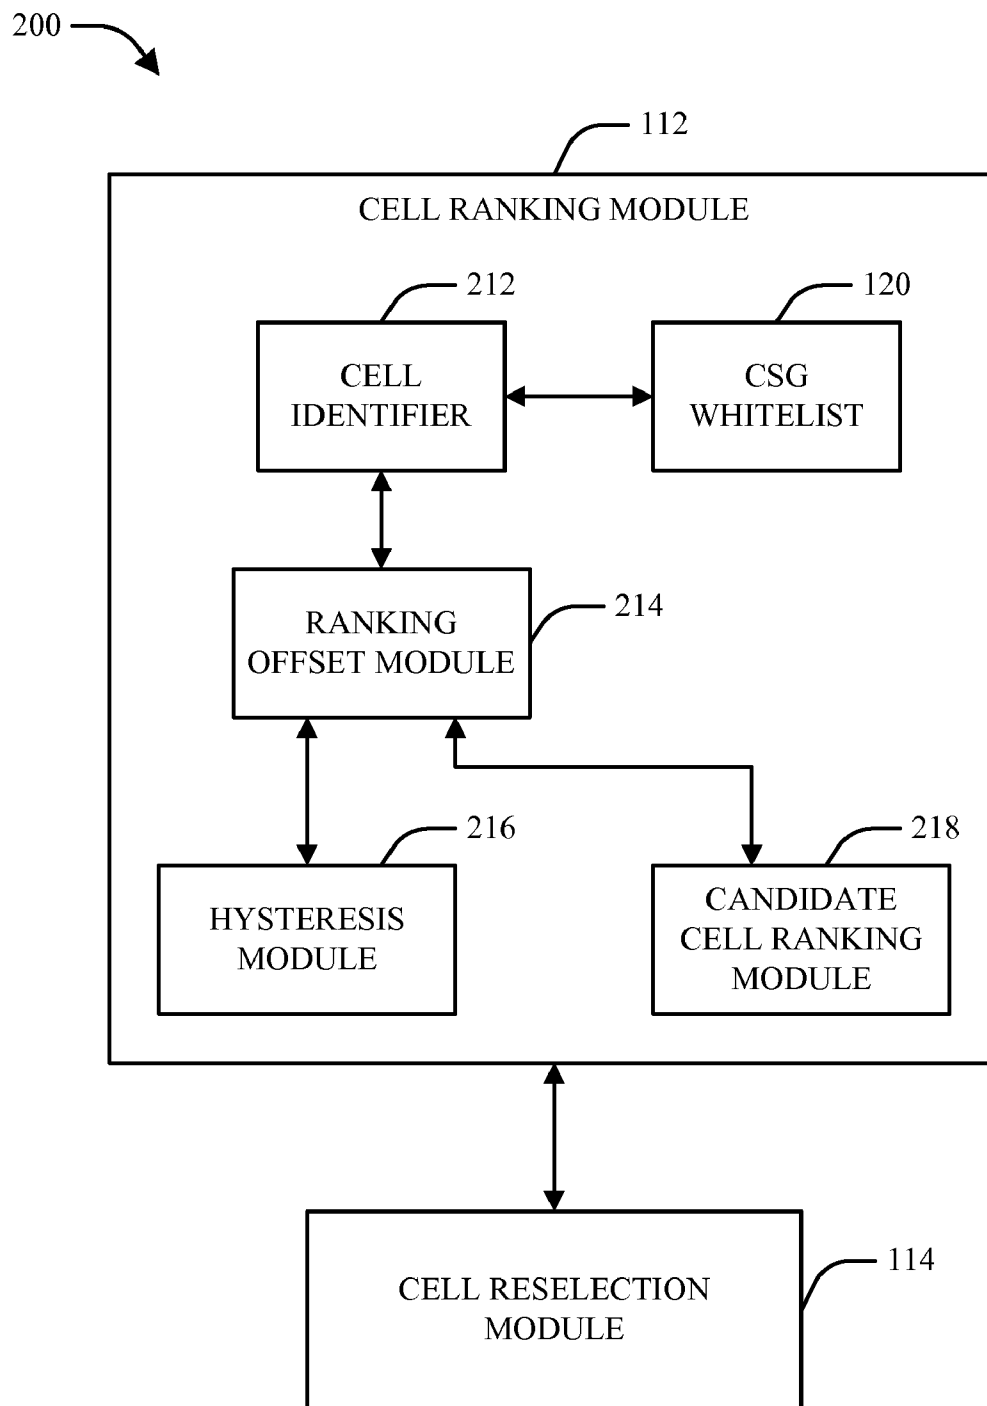 200
112
CELL RANKING MODULE
212
120
CELL
IDENTIFIER
CSG
WHITELIST
RANKING
OFFSET MODULE
214
216
218
HYSTERESIS
MODULE
CANDIDATE
CELL RANKING
MODULE
114
CELL RESELECTION
MODULE